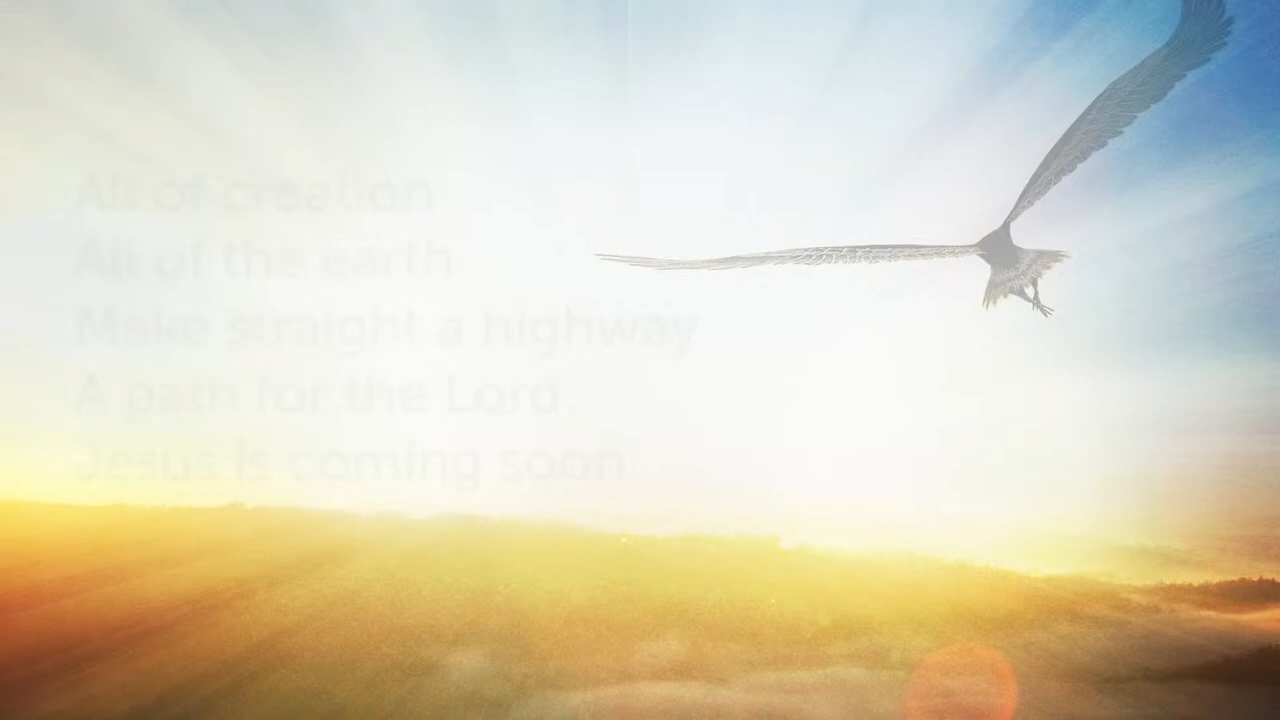 All of creation
All of the earth
Make straight a highway
A path for the Lord
Jesus is coming soon